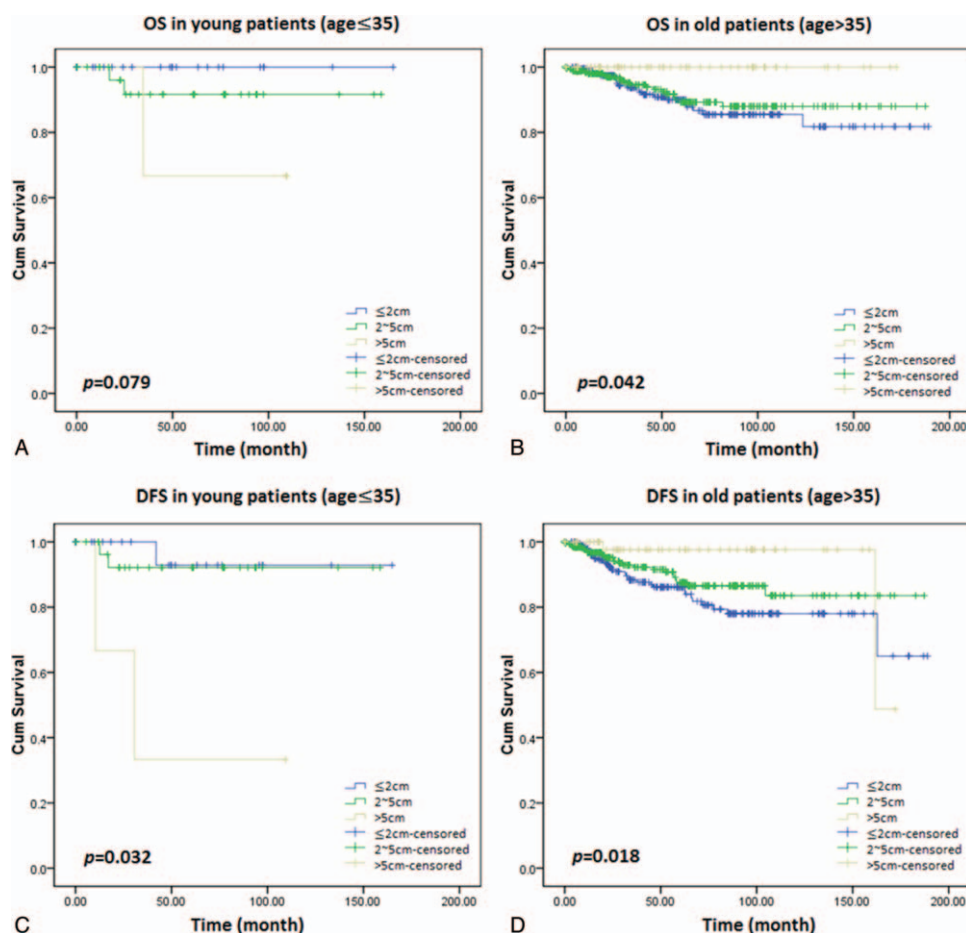 OS in young patients (age≤35)
1.0
0.8
0.6
0.4
0.2
0.0
Cum Survival
≤2cm
2~5cm
>5cm
≤2cm-censored
2~5cm-censored
>5cm-censored
p=0.079
.00 50.00 100.00 150.00 200.00
Time (month)
A
OS in old patients (age>35)
1.0
0.8
0.6
0.4
0.2
0.0
Cum Survival
≤2cm
2~5cm
>5cm
≤2cm-censored
2~5cm-censored
>5cm-censored
p=0.042
.00 50.00 100.00 150.00 200.00
Time (month)
B
DFS in young patients (age≤35)
1.0
0.8
0.6
0.4
0.2
0.0
Cum Survival
≤2cm
2~5cm
>5cm
≤2cm-censored
2~5cm-censored
>5cm-censored
p=0.032
.00 50.00 100.00 150.00 200.00
Time (month)
C
DFS in old patients (age>35)
1.0
0.8
0.6
0.4
0.2
0.0
Cum Survival
≤2cm
2~5cm
>5cm
≤2cm-censored
2~5cm-censored
>5cm-censored
p=0.018
.00 50.00 100.00 150.00 200.00
Time (month)
D